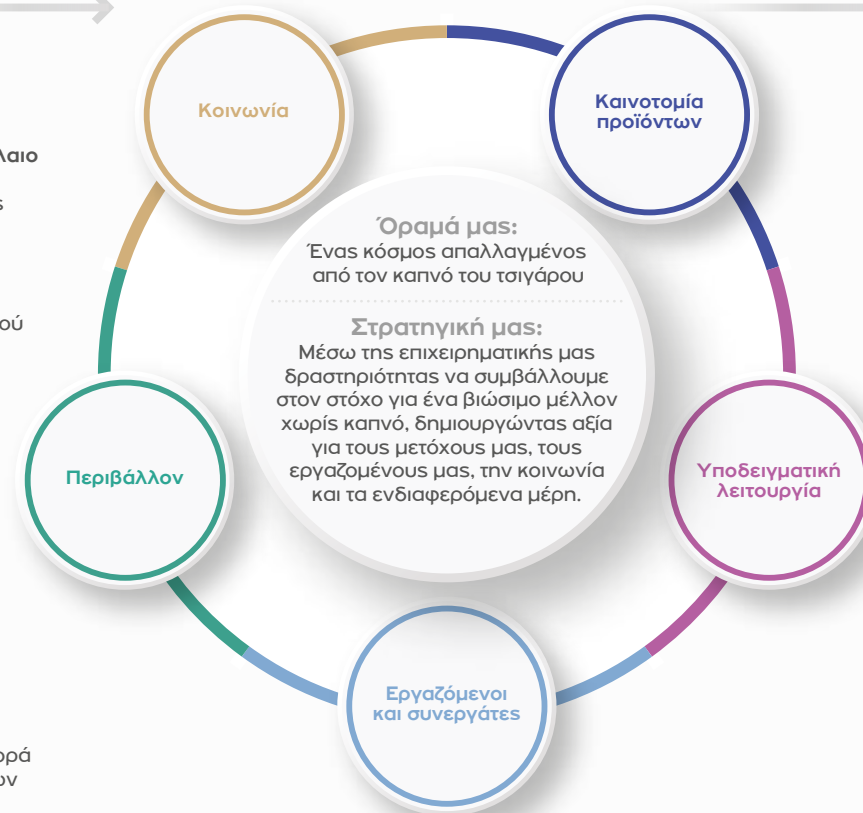 Κοινωνία
Καινοτομία
προϊόντων
Όραμά μας:
Ένας κόσμος απαλλαγμένος
από τον καπνό του τσιγάρου
Στρατηγική μας:
Μέσω της επιχειρηματικής μας
δραστηριότητας να συμβάλλουμε
στον στόχο για ένα βιώσιμο μέλλον
χωρίς καπνό, δημιουργώντας αξία
για τους μετόχους μας, τους
εργαζομένους μας, την κοινωνία
και τα ενδιαφερόμενα μέρη.
Περιβάλλον
Υποδειγματική
λειτουργία
Εργαζόμενοι
και συνεργάτες